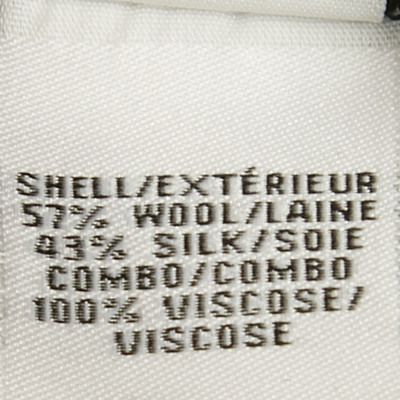 SHELL/EXTÉRIEUR
57% WOOL/LAINE
43% SILK/SOIE
COMBO/COMBO
100% VISCOSE/
VISCOSE